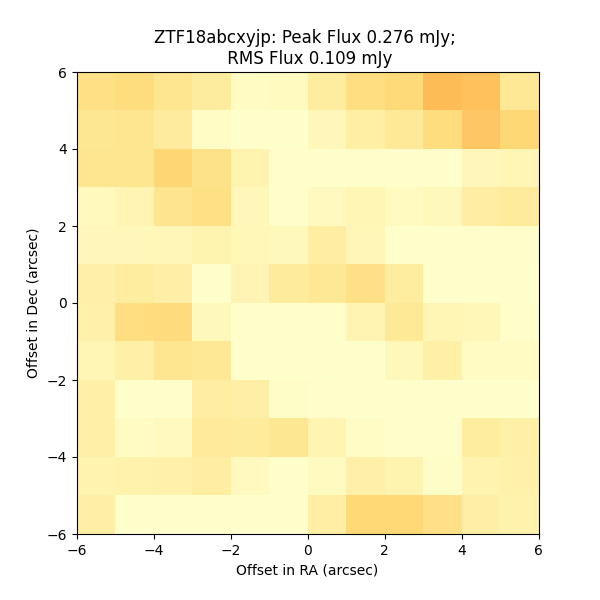 ZTF18abcxyjp: Peak Flux 0.276 mJy;
RMS Flux 0.109 mJy
6
4
2
0
−2
−4
−6
Offset in Dec (arcsec)
−6 −4 −2 0 2 4 6
Offset in RA (arcsec)